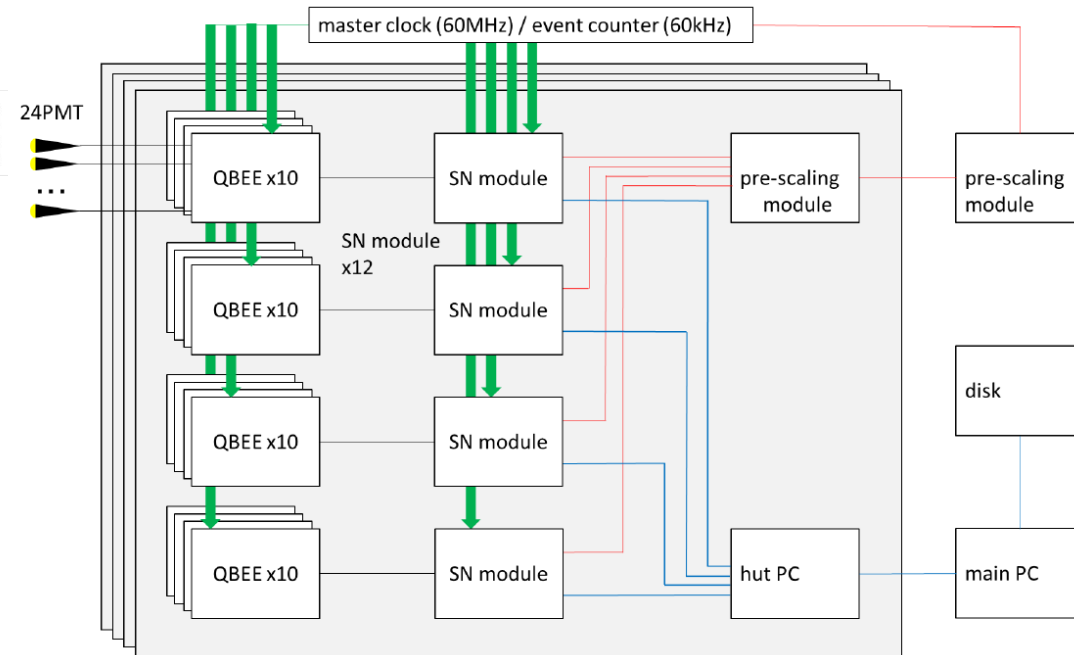 master clock (60MHz) / event counter (60kHz)
24PMT
...
QBEE x10
SN module
pre-scaling
module
pre-scaling
module
SN module
x12
QBEE x10
SN module
disk
QBEE x10
SN module
QBEE x10
SN module
hut PC
main PC